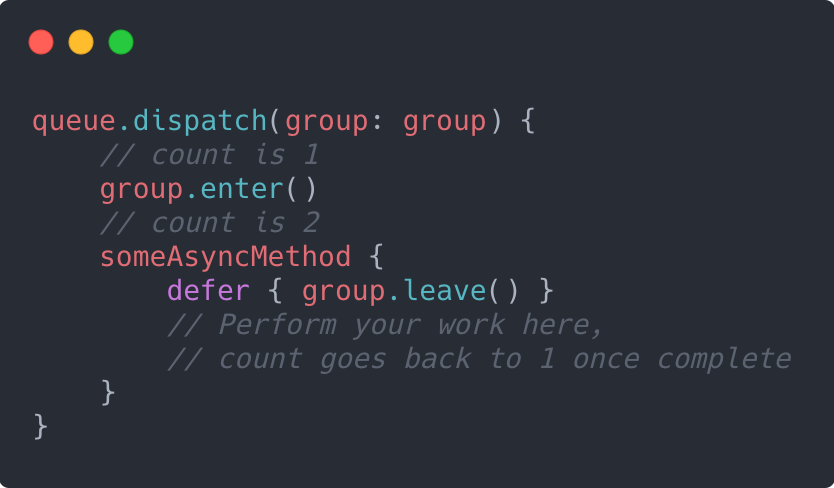 queue.dispatch(group: group) {
    // count is 1
    group.enter()
    // count is 2
    someAsyncMethod {
        defer { group.leave() }
        // Perform your work here,
        // count goes back to 1 once complete
    }
}